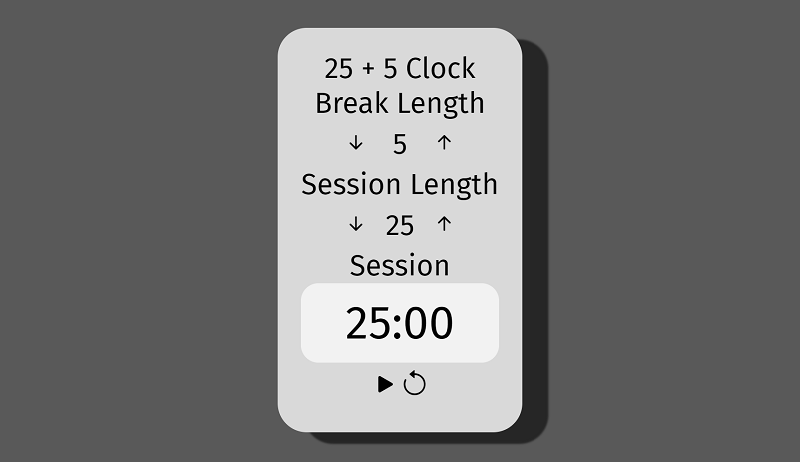 25 + 5 Clock
Break Length
↓ 5 ↑
Session Length
↓ 25 ↑
Session
25:00